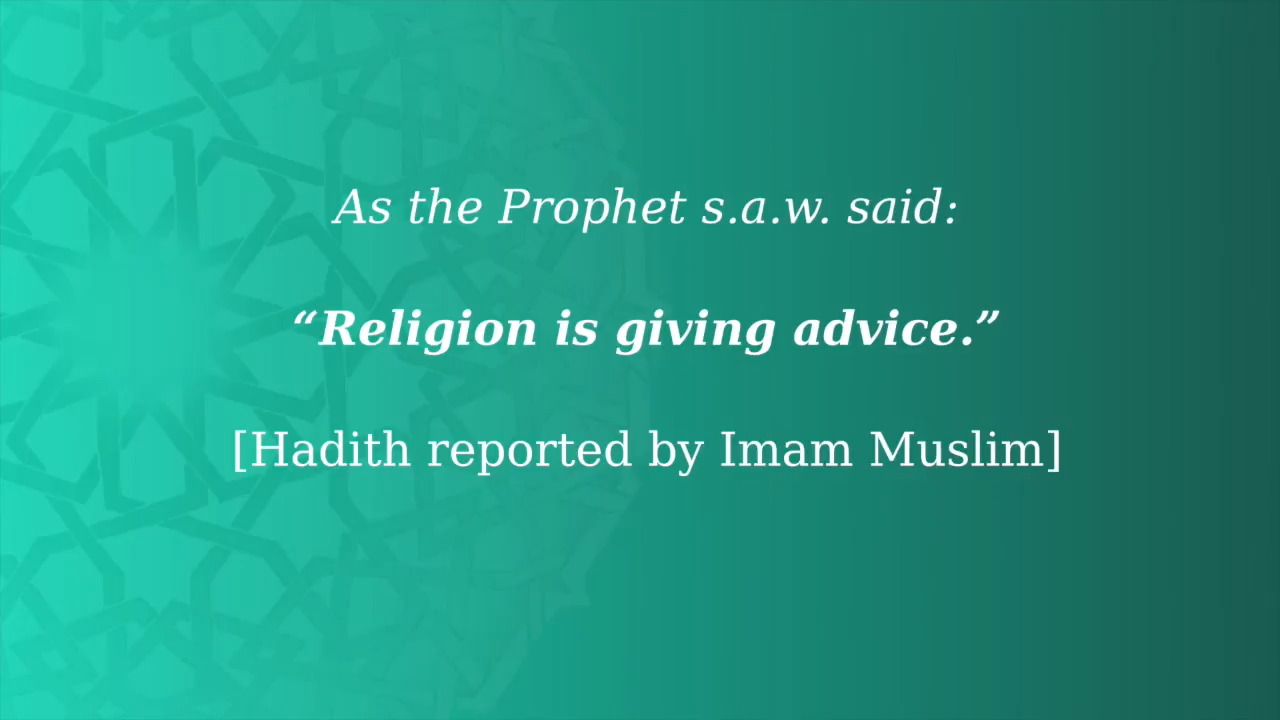 As the Prophet s.a.w. said:
“Religion is giving advice.”
[Hadith reported by Imam Muslim]